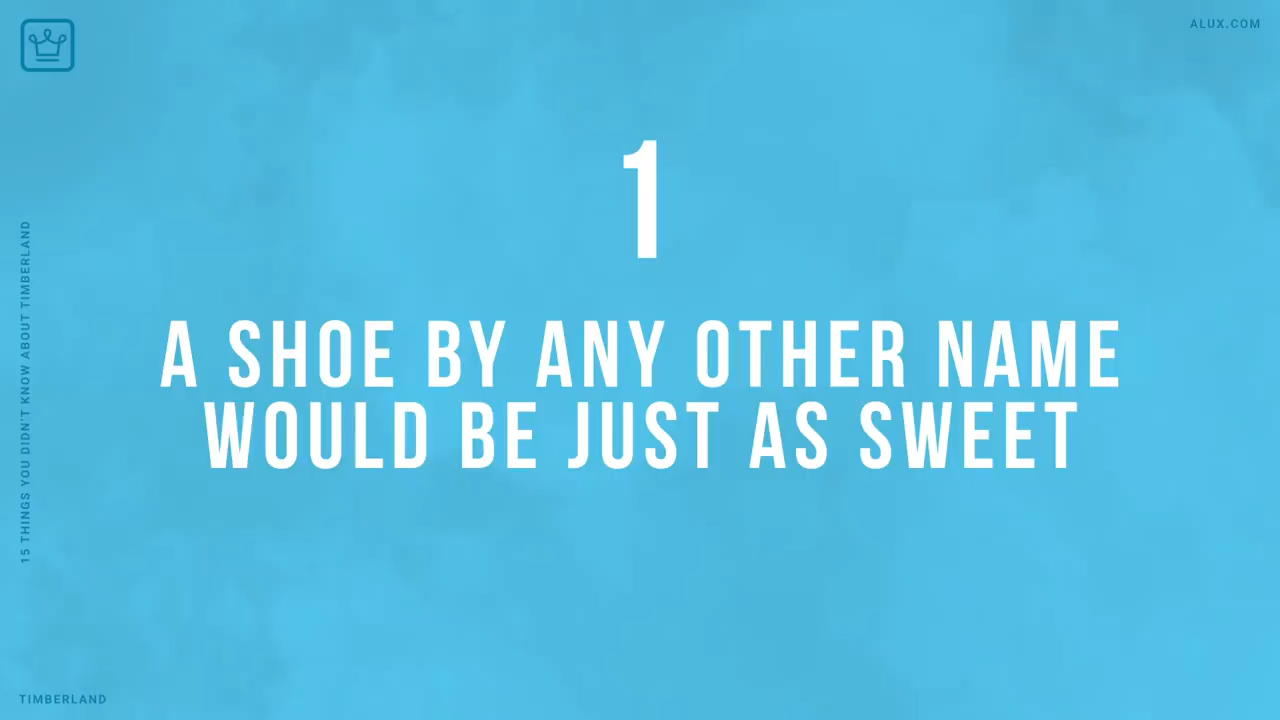 ALUX.COM
1
A SHOE BY ANY OTHER NAME
WOULD BE JUST AS SWEET
15 THINGS YOU DIDN'T KNOW ABOUT TIMBERLAND
TIMBERLAND